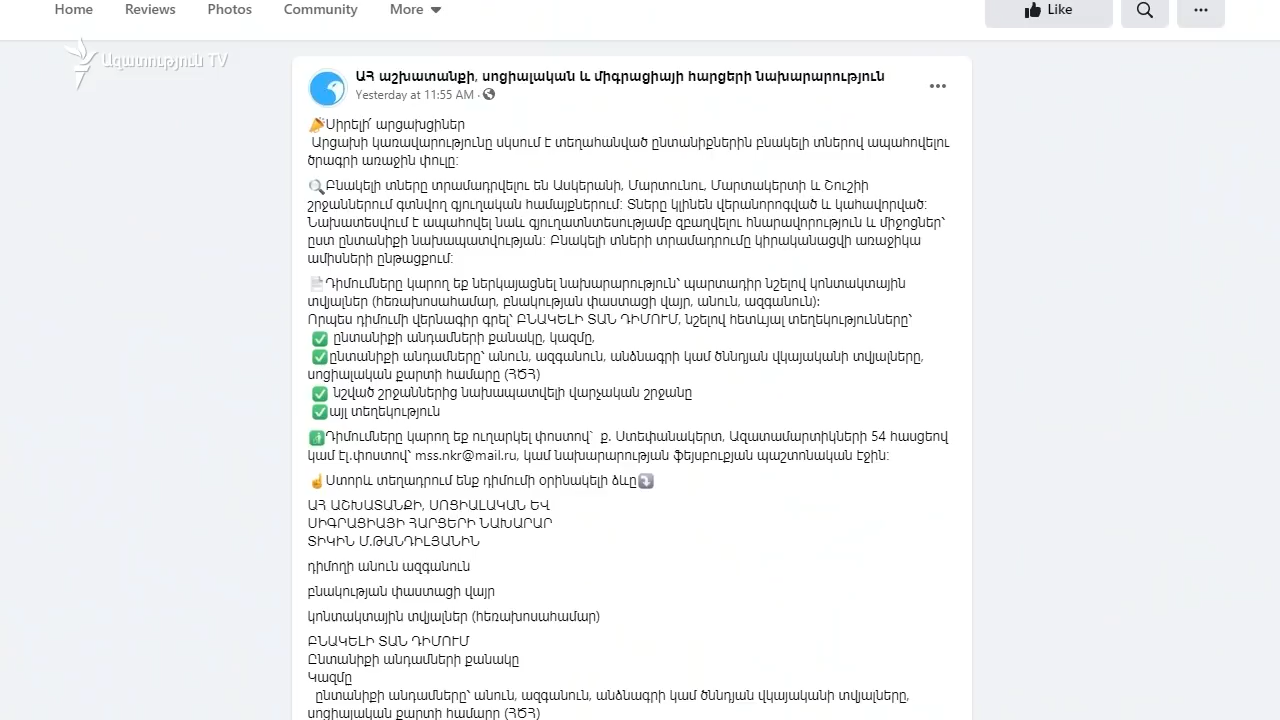 Home Reviews Photos Community More Like
Ազատություն TV
ԱՀ աշխատանքի, սոցիալական և միգրացիայի հարցերի նախարարություն
Yesterday at 11:55 AM ·
Սիրելի՛ արցախցիներ
Արցախի կառավարությունը սկսում է տեղահանված ընտանիքներին բնակելի տներով ապահովելու
ծրագրի առաջին փուլը:
Բնակելի տները տրամադրվելու են Ասկերանի, Մարտունու, Մարտակերտի և Շուշիի
շրջաններում գտնվող գյուղական համայքներում: Տները կլինեն վերանորոգված և կահավորված:
Նախատեսվում է ապահովել նաև գյուղատնտեսությամբ զբաղվելու հնարավորություն և միջոցներ՝
ըստ ընտանիքի նախապատվության: Բնակելի տների տրամադրումը կիրականացվի առաջիկա
ամիսների ընթացքում:
Դիմումները կարող եք ներկայացնել նախարարություն՝ պարտադիր նշելով կոնտակտային
տվյալներ (հեռախոսահամար, բնակության փաստացի վայր, անուն, ազգանուն):
Որպես դիմումի վերնագիր գրել՝ ԲՆԱԿԵԼԻ ՏԱՆ ԴԻՄՈՒՄ, նշելով հետևյալ տեղեկությունները՝
✅ ընտանիքի անդամների քանակը, կազմը,
✅ընտանիքի անդամները՝ անուն, ազգանուն, անձնագրի կամ ծննդյան վկայականի տվյալները,
սոցիալական քարտի համարը (ՀԾՀ)
✅ նշված շրջաններից նախապատվելի վարչական շրջանը
✅այլ տեղեկություն
Դիմումները կարող եք ուղարկել փոստով` ք. Ստեփանակերտ, Ազատամարտիկների 54 հասցեով
կամ էլ.փոստով՝ mss.nkr@mail.ru, կամ նախարարության ֆեյսբուքյան պաշտոնական էջին:
☝Ստորև տեղադրում ենք դիմումի օրինակելի ձևը⤵
ԱՀ ԱՇԽԱՏԱՆՔԻ, ՍՈՑԻԱԼԱԿԱՆ ԵՎ
ՄԻԳՐԱՑԻԱՅԻ ՀԱՐՑԵՐԻ ՆԱԽԱՐԱՐ
ՏԻԿԻՆ Մ.ԹԱՆԴԻԼՅԱՆԻՆ
դիմողի անուն ազգանուն
բնակության փաստացի վայր
կոնտակտային տվյալներ (հեռախոսահամար)
ԲՆԱԿԵԼԻ ՏԱՆ ԴԻՄՈՒՄ
Ընտանիքի անդամների քանակը
Կազմը
ընտանիքի անդամները՝ անուն, ազգանուն, անձնագրի կամ ծննդյան վկայականի տվյալները,
սոցիալական քարտի համարը (ՀԾՀ)